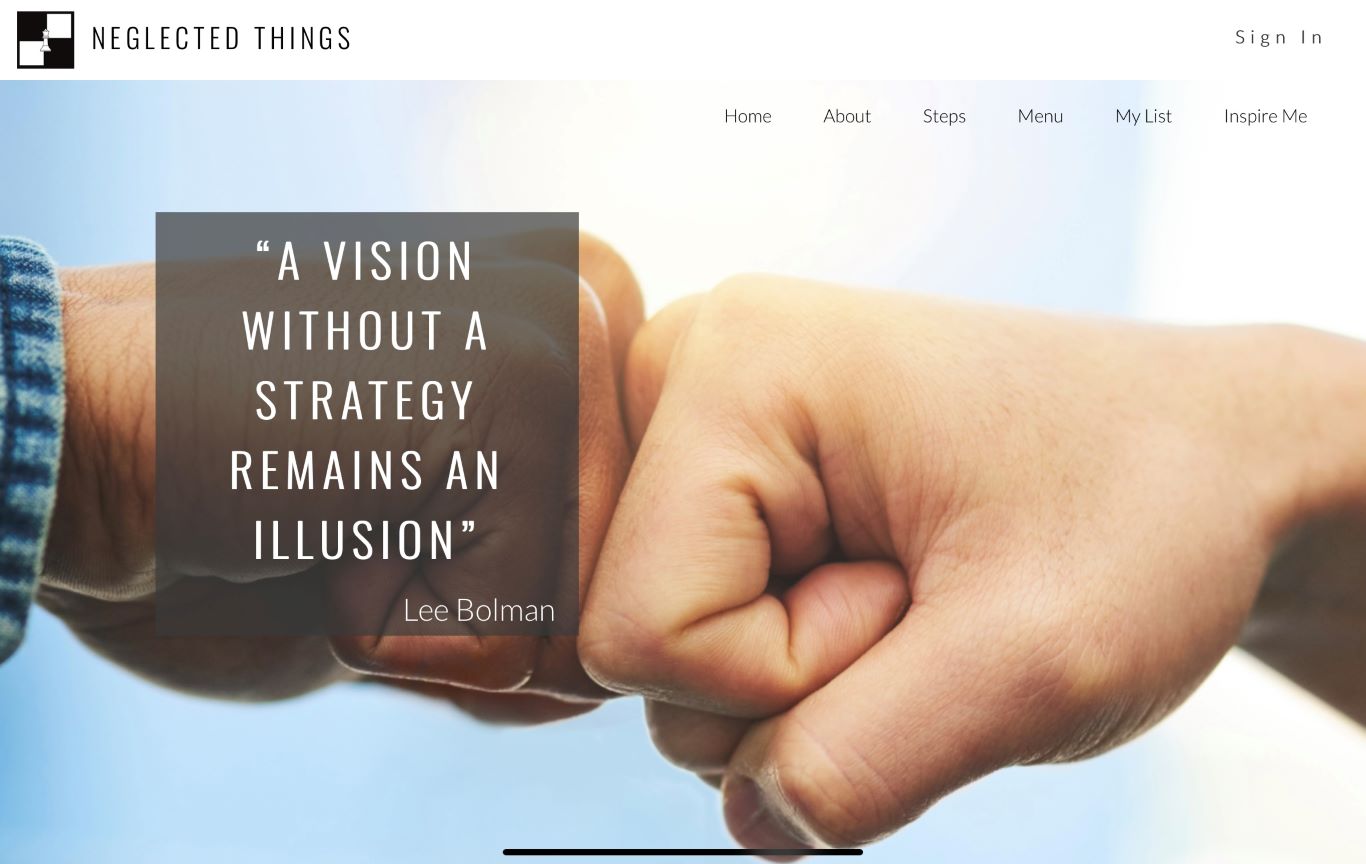 NEGLECTED THINGS
Sign In
Home About Steps Menu My List Inspire Me
“A VISION
WITHOUT A
STRATEGY
REMAINS AN
ILLUSION”
Lee Bolman